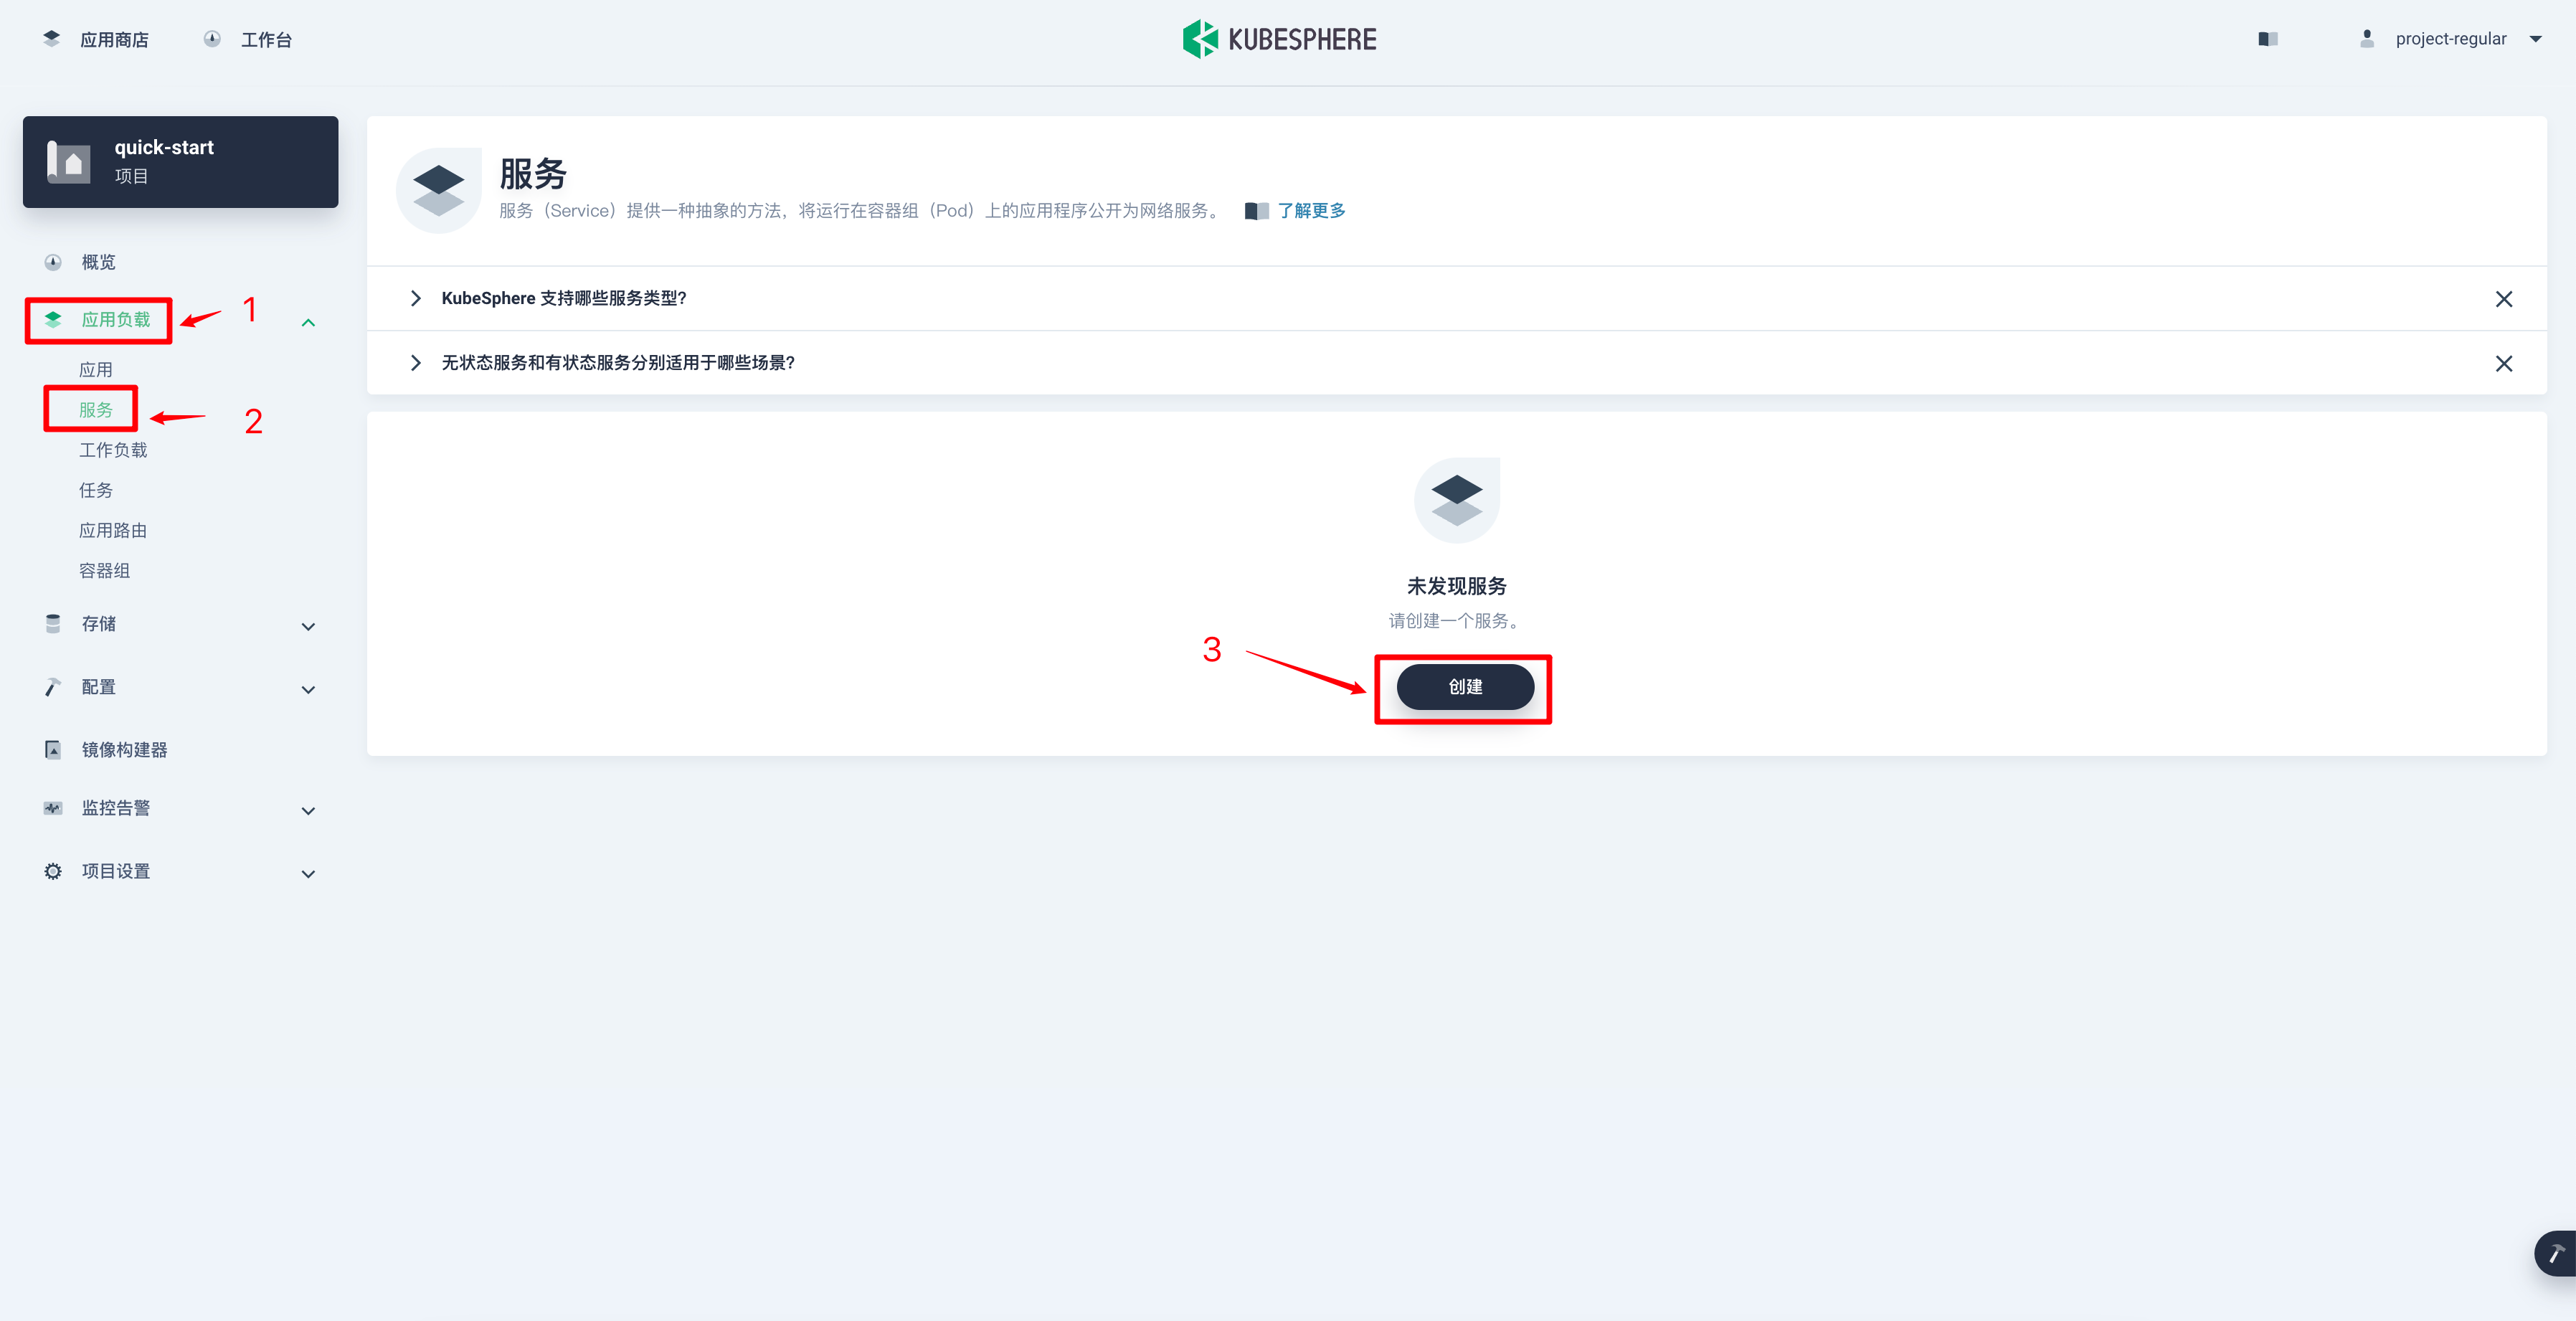 应用商店
工作台
KUBESPHERE
project-regular
quick-start
项目
概览
应用负载
1
应用
服务
2
工作负载
任务
应用路由
容器组
存储
配置
镜像构建器
监控告警
项目设置
服务
服务（Service）提供一种抽象的方法，将运行在容器组（Pod）上的应用程序公开为网络服务。 了解更多
KubeSphere 支持哪些服务类型?
无状态服务和有状态服务分别适用于哪些场景?
未发现服务
请创建一个服务。
3
创建